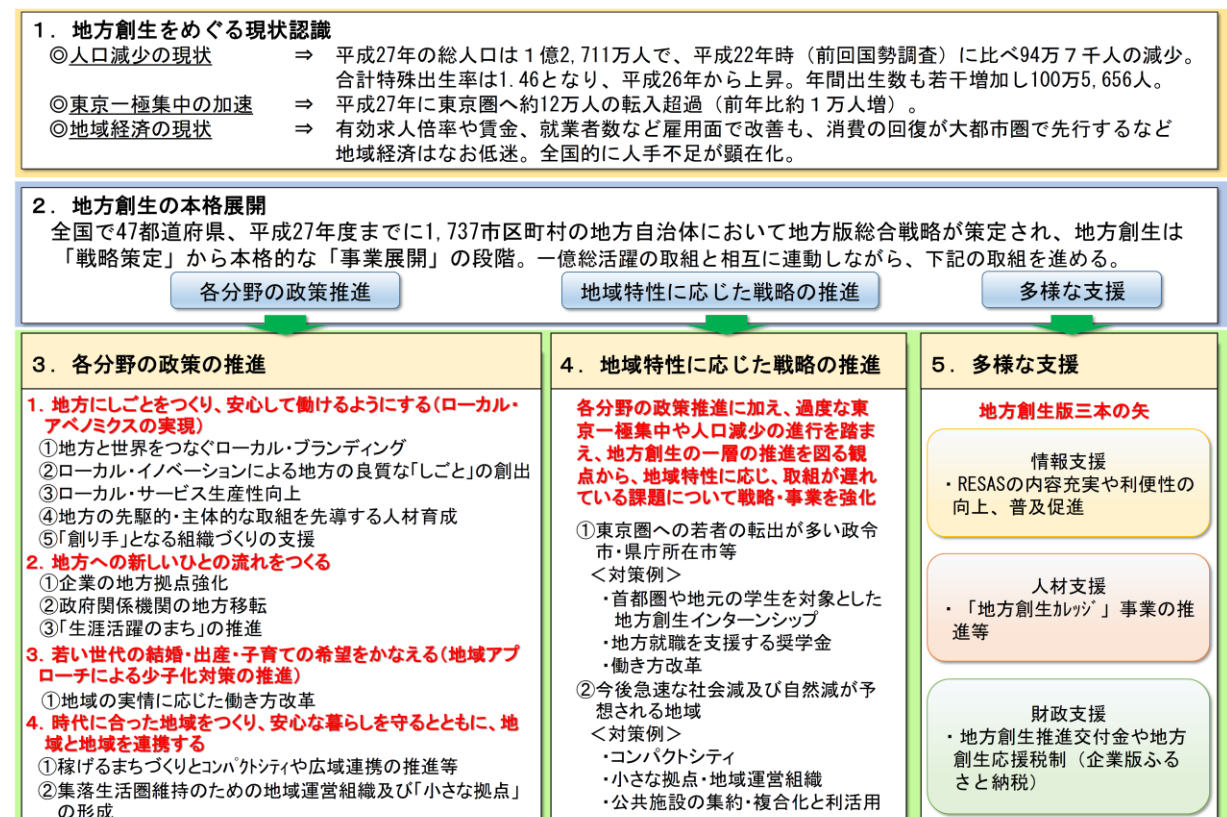 1．地方創生をめぐる現状認識
◎人口減少の現状 ⇒ 平成27年の総人口は１億2,711万人で、平成22年時（前回国勢調査）に比べ94万７千人の減少。
合計特殊出生率は1.46となり、平成26年から上昇。年間出生数も若干増加し100万5,656人。
◎東京一極集中の加速 ⇒ 平成27年に東京圏へ約12万人の転入超過（前年比約１万人増）。
◎地域経済の現状 ⇒ 有効求人倍率や賃金、就業者数など雇用面で改善も、消費の回復が大都市圏で先行するなど
地域経済はなお低迷。全国的に人手不足が顕在化。
２．地方創生の本格展開
全国で47都道府県、平成27年度までに1,737市区町村の地方自治体において地方版総合戦略が策定され、地方創生は
「戦略策定」から本格的な「事業展開」の段階。一億総活躍の取組と相互に連動しながら、下記の取組を進める。
各分野の政策推進
地域特性に応じた戦略の推進
多様な支援
３．各分野の政策の推進
1．地方にしごとをつくり、安心して働けるようにする（ローカル・
アベノミクスの実現）
①地方と世界をつなぐローカル・ブランディング
②ローカル・イノベーションによる地方の良質な「しごと」の創出
③ローカル・サービス生産性向上
④地方の先駆的・主体的な取組を先導する人材育成
⑤「創り手」となる組織づくりの支援
2．地方への新しいひとの流れをつくる
①企業の地方拠点強化
②政府関係機関の地方移転
③「生涯活躍のまち」の推進
3．若い世代の結婚・出産・子育ての希望をかなえる（地域アプ
ローチによる少子化対策の推進）
①地域の実情に応じた働き方改革
4．時代に合った地域をつくり、安心な暮らしを守るとともに、地
域と地域を連携する
①稼げるまちづくりとｺﾝﾊﾟｸﾄｼﾃｨや広域連携の推進等
②集落生活圏維持のための地域運営組織及び「小さな拠点」
の形成
４．地域特性に応じた戦略の推進
各分野の政策推進に加え、過度な東
京一極集中や人口減少の進行を踏ま
え、地方創生の一層の推進を図る観
点から、地域特性に応じ、取組が遅れ
ている課題について戦略・事業を強化
①東京圏への若者の転出が多い政令
市・県庁所在市等
＜対策例＞
・首都圏や地元の学生を対象とした
地方創生インターンシップ
・地方就職を支援する奨学金
・働き方改革
②今後急速な社会減及び自然減が予
想される地域
＜対策例＞
・コンパクトシティ
・小さな拠点・地域運営組織
・公共施設の集約・複合化と利活用
５．多様な支援
地方創生版三本の矢
情報支援
・RESASの内容充実や利便性の
向上、普及促進
人材支援
・「地方創生ｶﾚｯｼﾞ」事業の推
進等
財政支援
・地方創生推進交付金や地方
創生応援税制（企業版ふる
さと納税）